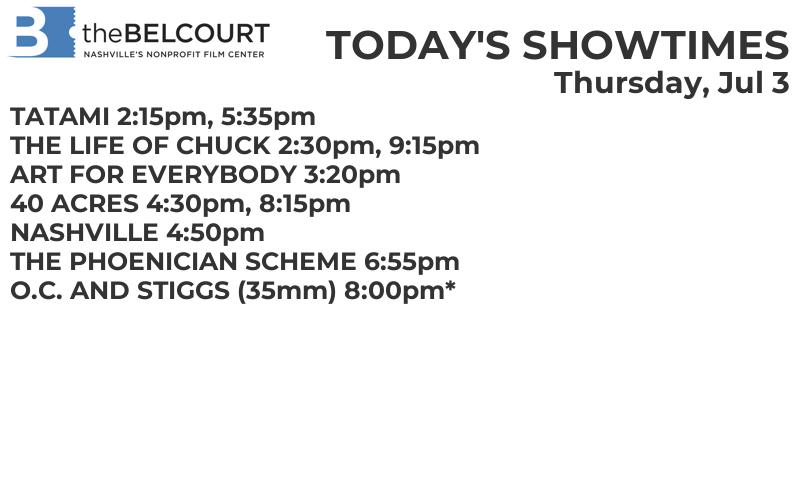 B theBELCOURT
NASHVILLE'S NONPROFIT FILM CENTER
TODAY'S SHOWTIMES
Thursday, Jul 3
TATAMI 2:15pm, 5:35pm
THE LIFE OF CHUCK 2:30pm, 9:15pm
ART FOR EVERYBODY 3:20pm
40 ACRES 4:30pm, 8:15pm
NASHVILLE 4:50pm
THE PHOENICIAN SCHEME 6:55pm
O.C. AND STIGGS (35mm) 8:00pm*